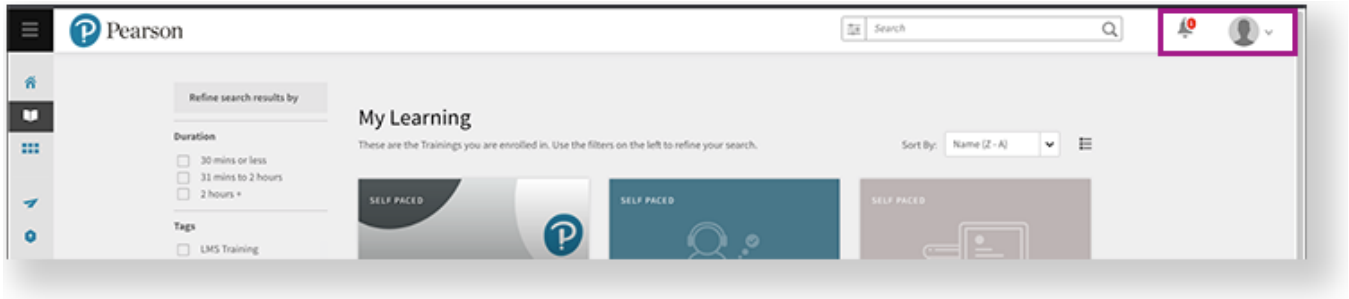 Pearson
Search
0
Refine search results by
My Learning
Duration
These are the Trainings you are enrolled in. Use the filters on the left to refine your search.
Sort By: Name (Z - A)
30 mins or less
31 mins to 2 hours
2 hours +
SELF PACED
SELF PACED
SELF PACED
Tags
LMS Training